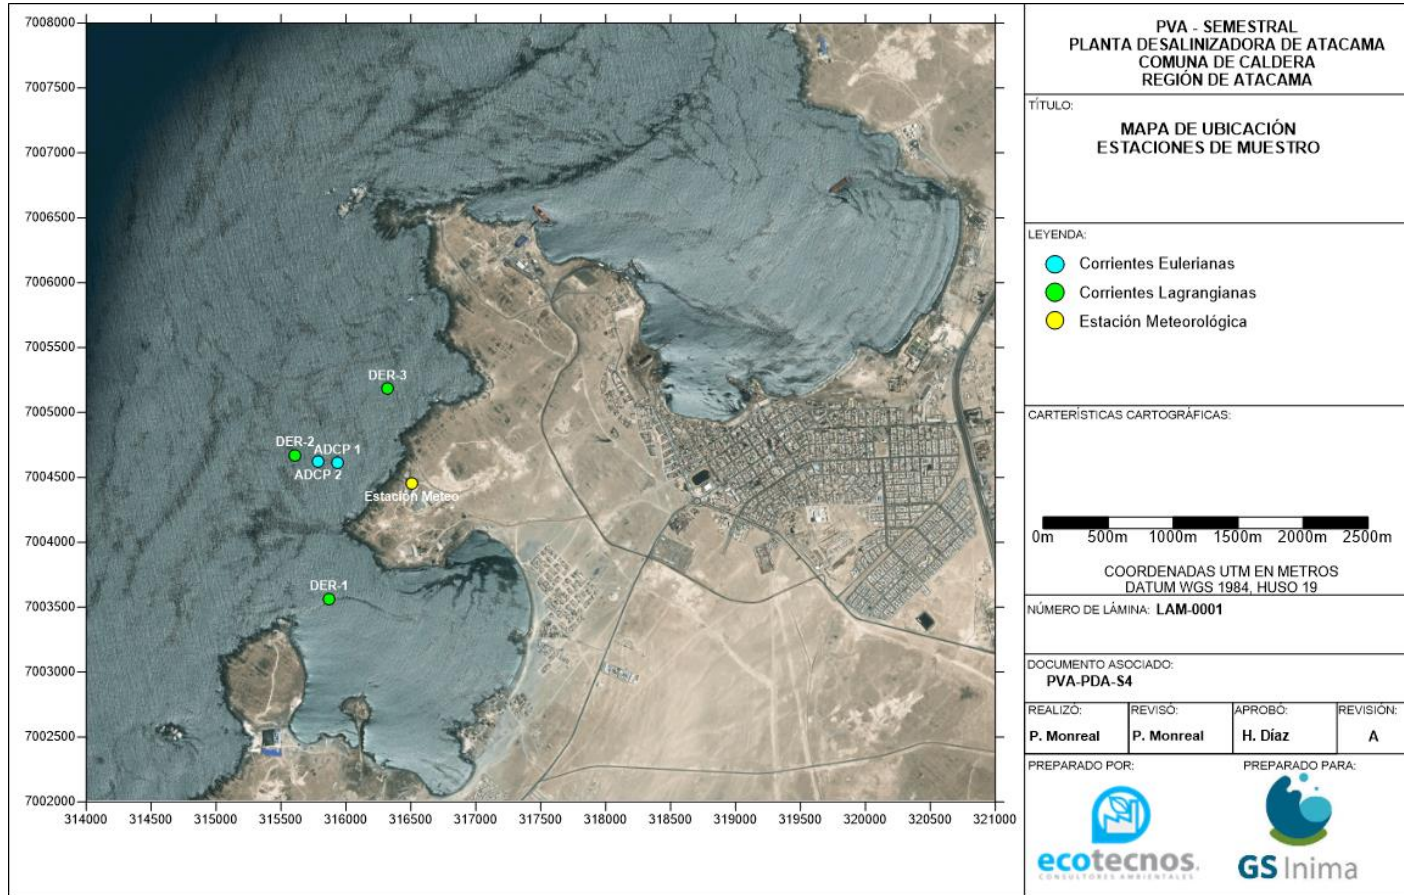 7008000
7007500
7007000
7006500
7006000
7005500
7005000
7004500
7004000
7003500
7003000
7002500
7002000
314000 314500 315000 315500 316000 316500 317000 317500 318000 318500 319000 319500 320000 320500 321000
DER-3
DER-2
ADCP 1
ADCP 2
Estación Meteo
DER-1
PVA - SEMESTRAL
PLANTA DESALINIZADORA DE ATACAMA
COMUNA DE CALDERA
REGIÓN DE ATACAMA
TÍTULO:
MAPA DE UBICACIÓN
ESTACIONES DE MUESTRO
LEYENDA:
Corrientes Eulerianas
Corrientes Lagrangianas
Estación Meteorológica
CARTERÍSTICAS CARTOGRÁFICAS:
0m 500m 1000m 1500m 2000m 2500m
COORDENADAS UTM EN METROS
DATUM WGS 1984, HUSO 19
NÚMERO DE LÁMINA: LAM-0001
DOCUMENTO ASOCIADO:
PVA-PDA-S4
REALIZÓ: REVISÓ: APROBÓ: REVISIÓN:
P. Monreal P. Monreal H. Díaz A
PREPARADO POR: PREPARADO PARA:
ecotecnos.
CONSULTORES AMBIENTALES
GS Inima